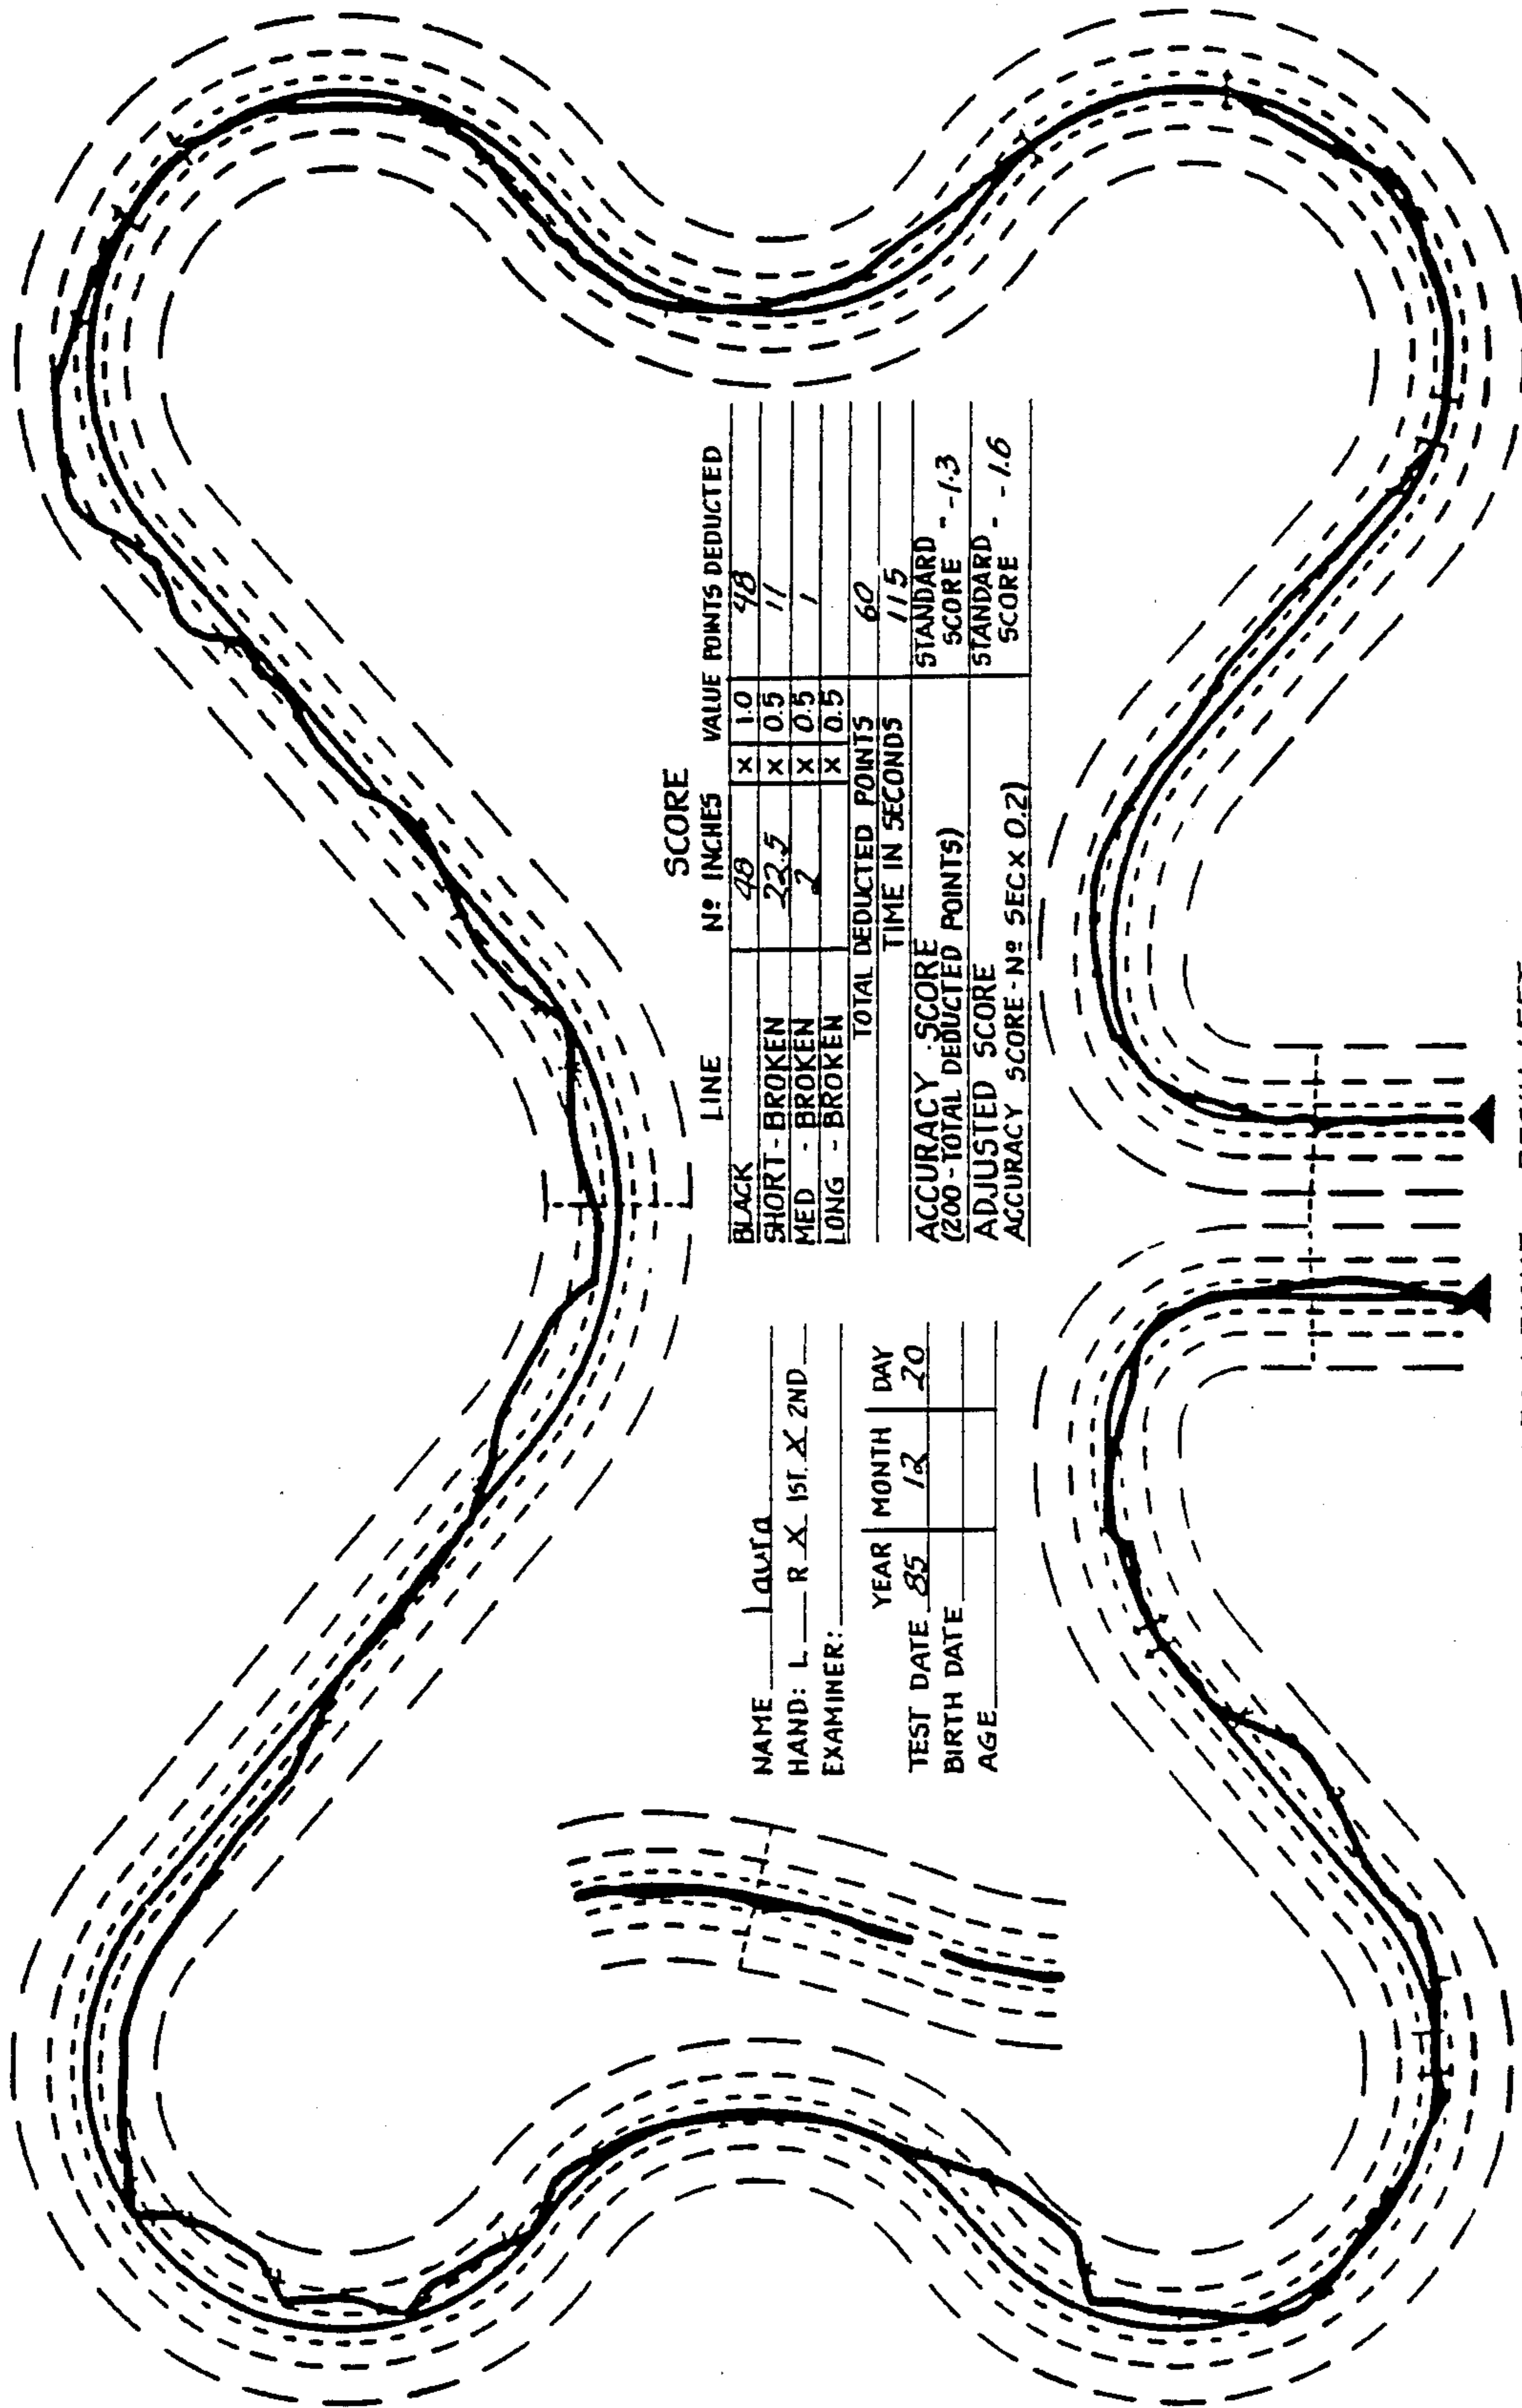 SCORE
LINE Nº INCHES VALUE POINTS DEDUCTED
BLACK 48 X 1.0 48
SHORT-BROKEN 22.5 X 0.5 11
MED - BROKEN 2 X 0.5 1
LONG - BROKEN X 0.5
TOTAL DEDUCTED POINTS 60
TIME IN SECONDS 115
ACCURACY SCORE STANDARD
(200-TOTAL DEDUCTED POINTS) SCORE - -1.3
ADJUSTED SCORE STANDARD
ACCURACY SCORE-Nº SEC X 0.2) SCORE - -1.6
NAME Laura
HAND: L R X 1ST. X 2ND
EXAMINER:
YEAR MONTH DAY
TEST DATE 85 12 20
BIRTH DATE
AGE